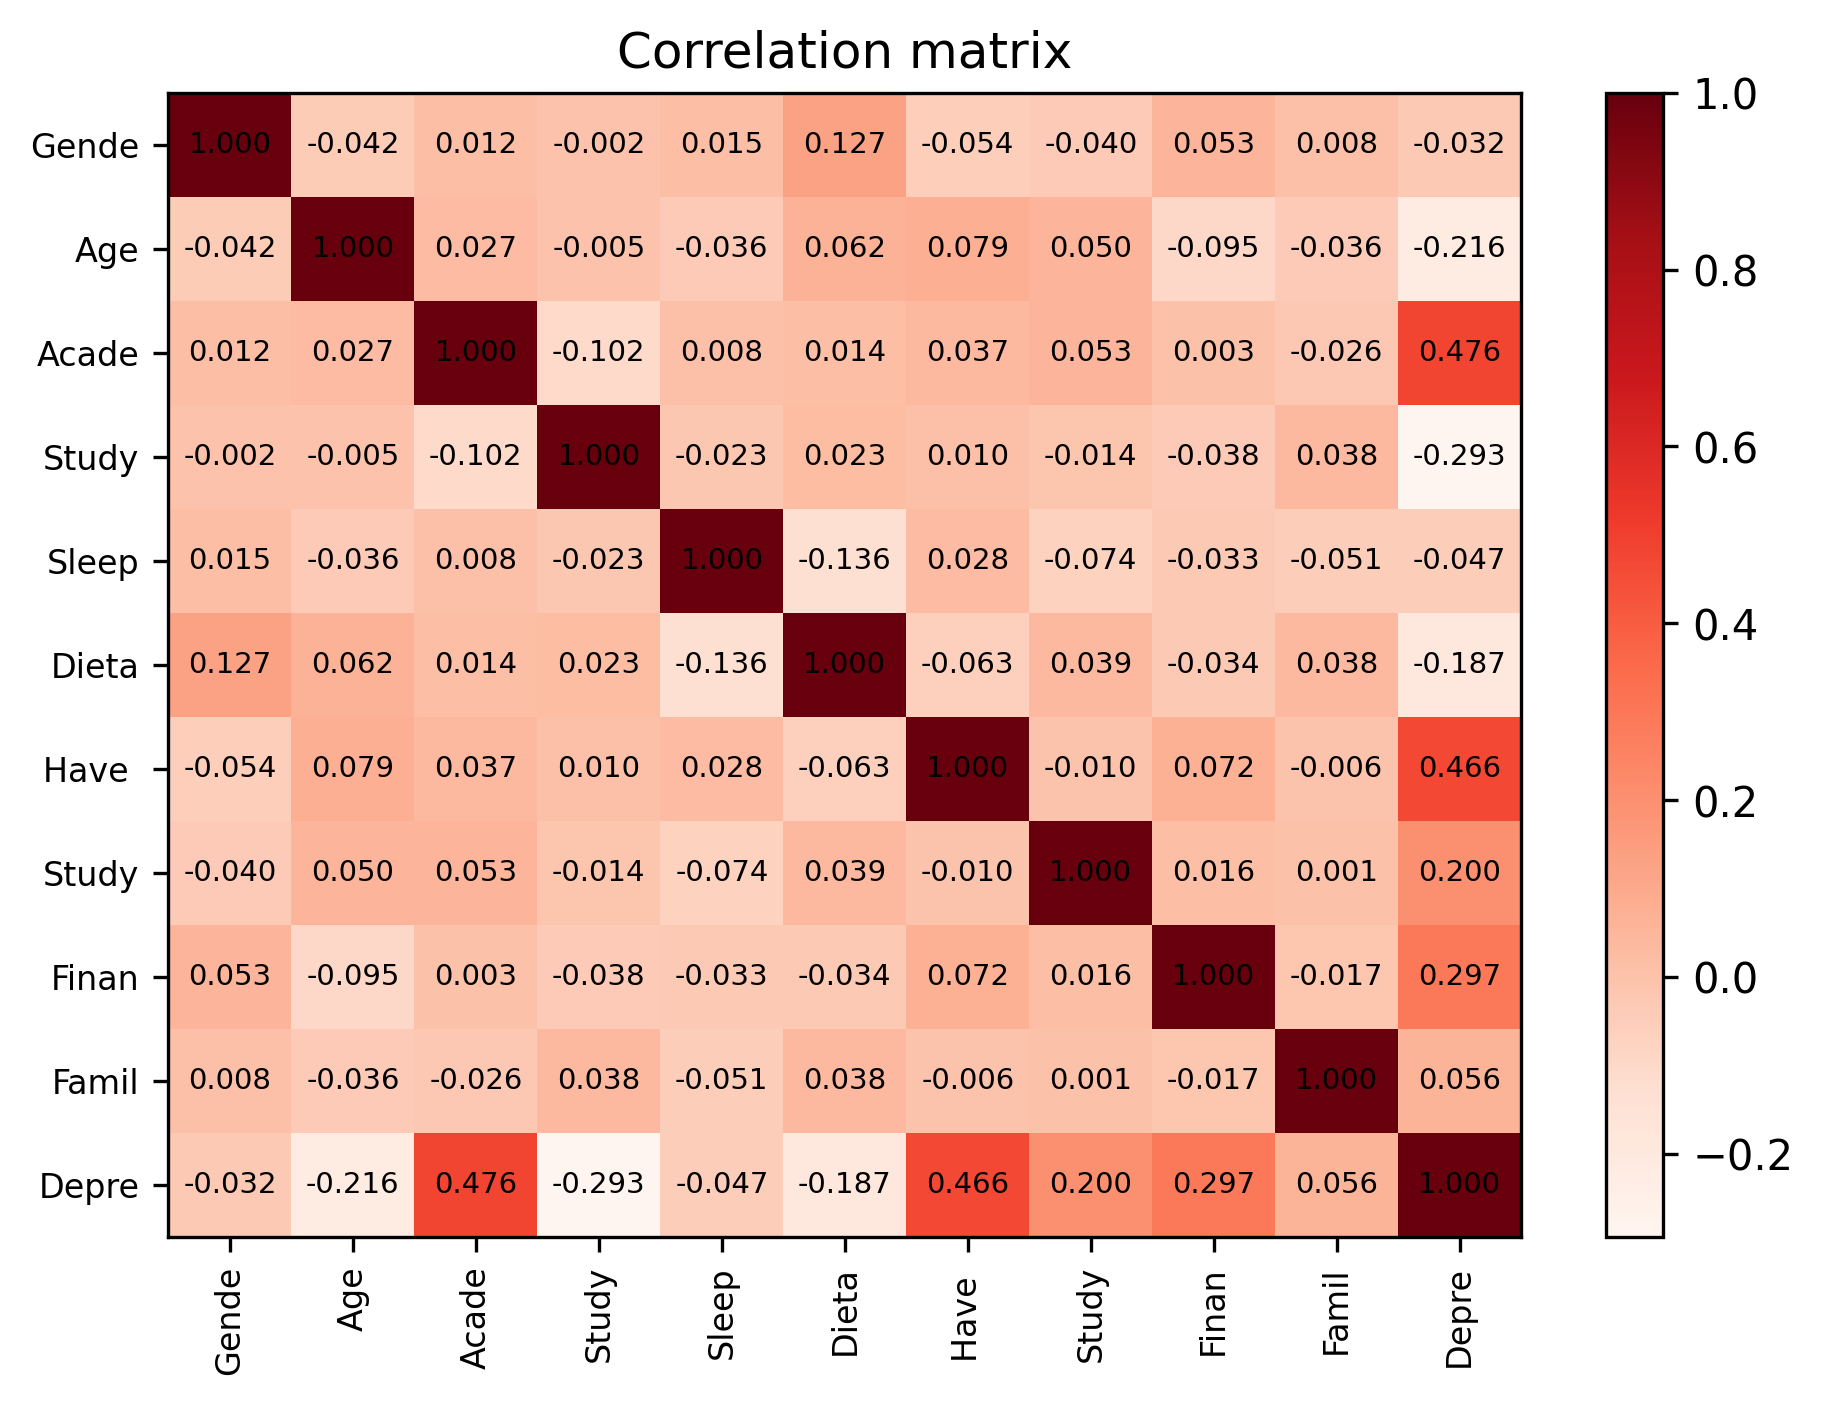 Correlation matrix
Gende 1.000 -0.042 0.012 -0.002 0.015 0.127 -0.054 -0.040 0.053 0.008 -0.032
Age -0.042 1.000 0.027 -0.005 -0.036 0.062 0.079 0.050 -0.095 -0.036 -0.216
Acade 0.012 0.027 1.000 -0.102 0.008 0.014 0.037 0.053 0.003 -0.026 0.476
Study -0.002 -0.005 -0.102 1.000 -0.023 0.023 0.010 -0.014 -0.038 0.038 -0.293
Sleep 0.015 -0.036 0.008 -0.023 1.000 -0.136 0.028 -0.074 -0.033 -0.051 -0.047
Dieta 0.127 0.062 0.014 0.023 -0.136 1.000 -0.063 0.039 -0.034 0.038 -0.187
Have -0.054 0.079 0.037 0.010 0.028 -0.063 1.000 -0.010 0.072 -0.006 0.466
Study -0.040 0.050 0.053 -0.014 -0.074 0.039 -0.010 1.000 0.016 0.001 0.200
Finan 0.053 -0.095 0.003 -0.038 -0.033 -0.034 0.072 0.016 1.000 -0.017 0.297
Famil 0.008 -0.036 -0.026 0.038 -0.051 0.038 -0.006 0.001 -0.017 1.000 0.056
Depre -0.032 -0.216 0.476 -0.293 -0.047 -0.187 0.466 0.200 0.297 0.056 1.000
Gende Age Acade Study Sleep Dieta Have Study Finan Famil Depre
1.0
0.8
0.6
0.4
0.2
0.0
−0.2